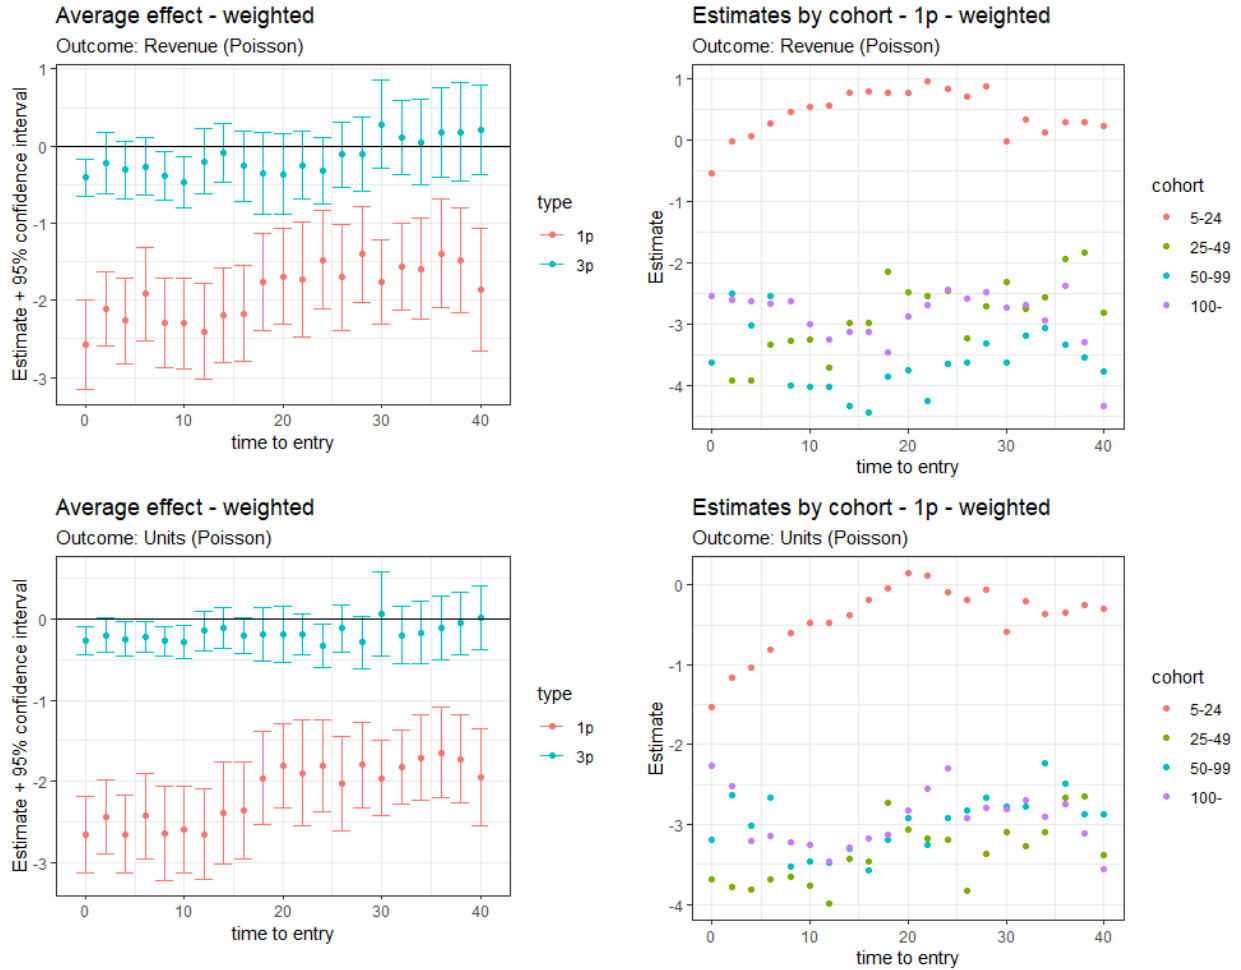 Average effect - weighted
Outcome: Revenue (Poisson)
Estimate + 95% confidence interval
1
0
-1
-2
-3
0
10
20
30
40
time to entry
type
1p
3p
Estimates by cohort - 1p - weighted
Outcome: Revenue (Poisson)
Estimate
1
0
-1
-2
-3
-4
0
10
20
30
40
time to entry
cohort
5-24
25-49
50-99
100-
Average effect - weighted
Outcome: Units (Poisson)
Estimate + 95% confidence interval
0
-1
-2
-3
0
10
20
30
40
time to entry
type
1p
3p
Estimates by cohort - 1p - weighted
Outcome: Units (Poisson)
Estimate
0
-1
-2
-3
-4
0
10
20
30
40
time to entry
cohort
5-24
25-49
50-99
100-